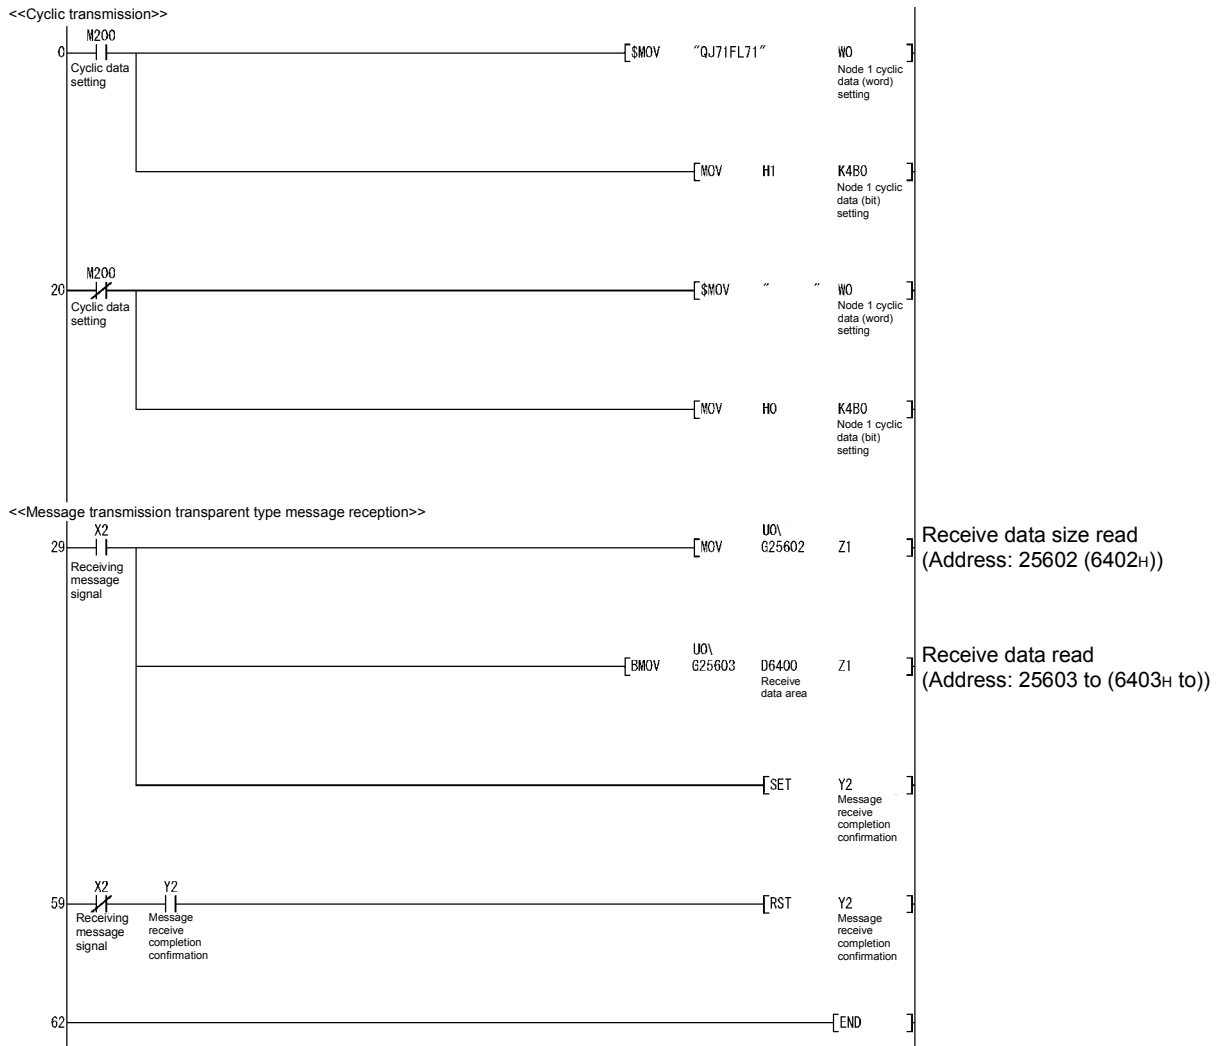 <<Cyclic transmission>>
M200
0
Cyclic data
setting
[$MOV "QJ71FL71" W0 ]
Node 1 cyclic
data (word)
setting
[MOV H1 K4B0 ]
Node 1 cyclic
data (bit)
setting
M200
20
Cyclic data
setting
[$MOV " " W0 ]
Node 1 cyclic
data (word)
setting
[MOV H0 K4B0 ]
Node 1 cyclic
data (bit)
setting
<<Message transmission transparent type message reception>>
X2
29
Receiving
message
signal
U0\
[MOV G25602 Z1 ]
Receive data size read
(Address: 25602 (6402H))
U0\
[BMOV G25603 D6400 Z1 ]
Receive
data area
Receive data read
(Address: 25603 to (6403H to))
[SET Y2 ]
Message
receive
completion
confirmation
X2 Y2
59
Receiving
message
signal
Message
receive
completion
confirmation
[RST Y2 ]
Message
receive
completion
confirmation
62
[END ]